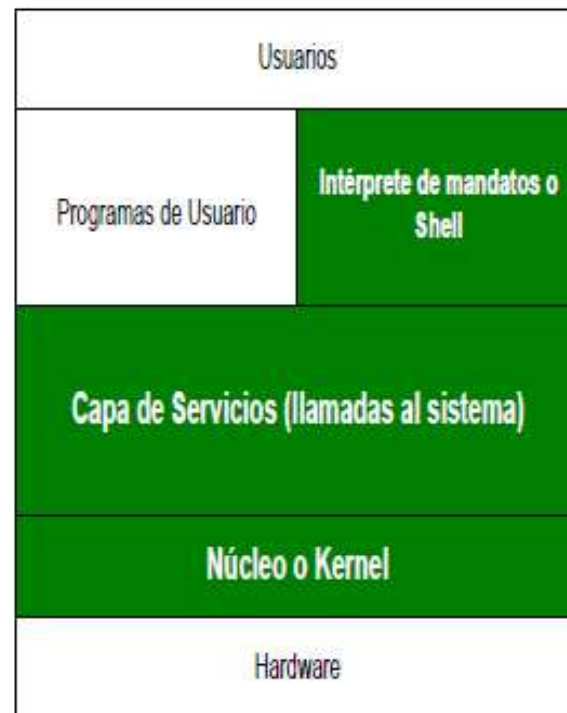 Usuarios
Programas de Usuario
Intérprete de mandatos o
Shell
Capa de Servicios (llamadas al sistema)
Núcleo o Kernel
Hardware